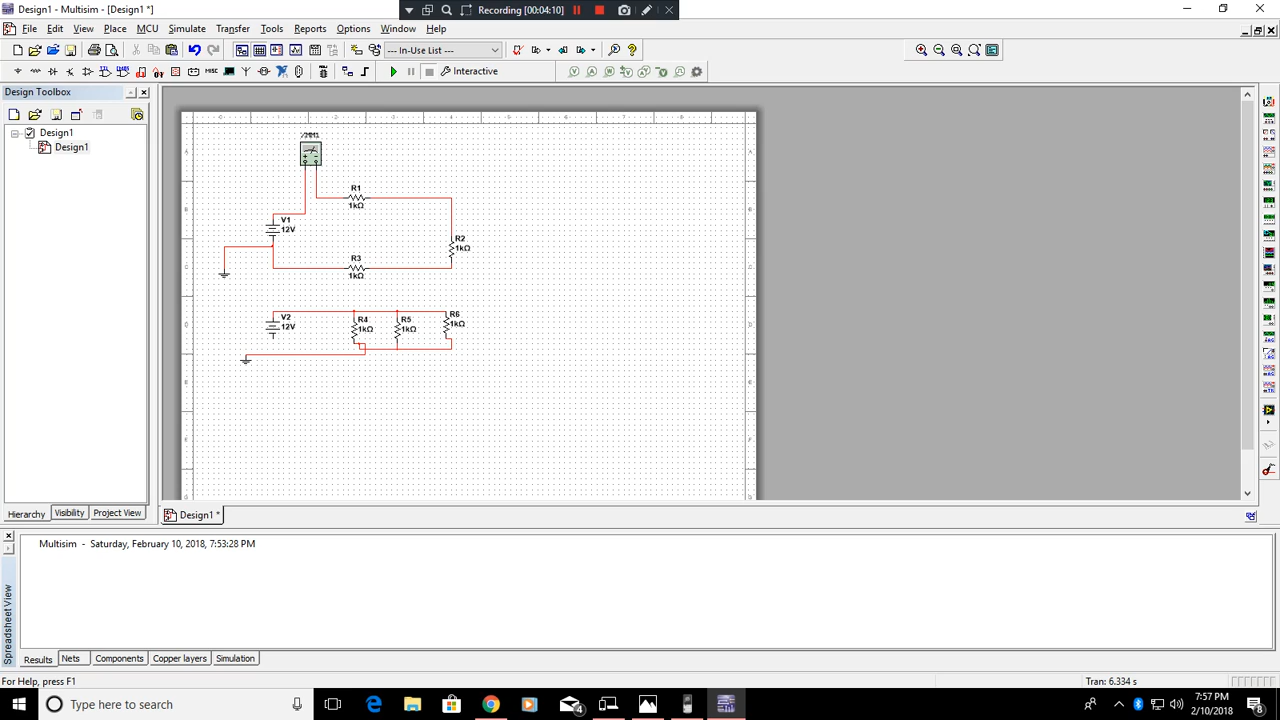 Design1 - Multisim - [Design1 *]
Recording [00:04:10]
File Edit View Place MCU Simulate Transfer Tools Reports Options Window Help
--- In-Use List ---
Interactive
Design Toolbox
Design1
Design1
XMM1
R1
1kΩ
V1
12V
R2
1kΩ
R3
1kΩ
V2
12V
R4
1kΩ
R5
1kΩ
R6
1kΩ
Hierarchy Visibility Project View
Design1 *
Multisim - Saturday, February 10, 2018, 7:53:28 PM
Spreadsheet View
Results Nets Components Copper layers Simulation
For Help, press F1
Tran: 6.334 s
Type here to search
7:57 PM
2/10/2018